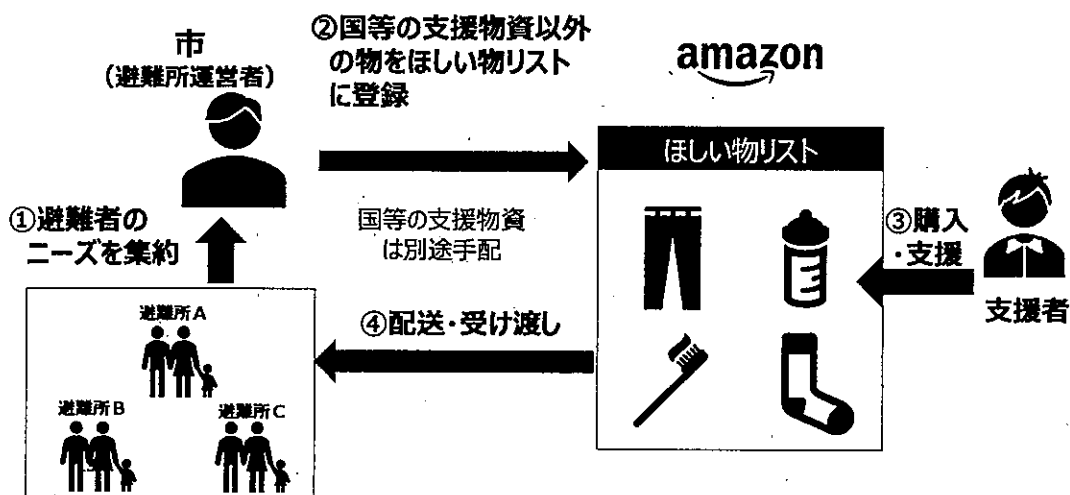 市
（避難所運営者）
②国等の支援物資以外
の物をほしい物リスト
に登録
amazon
ほしい物リスト
①避難者の
ニーズを集約
国等の支援物資
は別途手配
③購入
・支援
支援者
④配送・受け渡し
避難所A
避難所B
避難所C